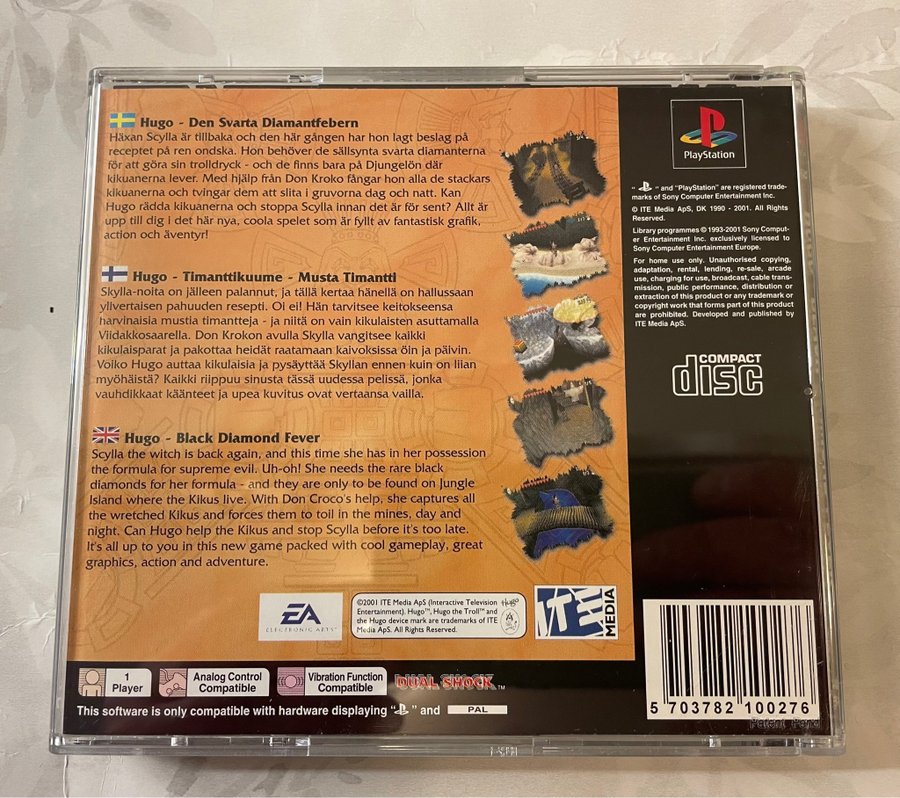 Hugo - Den Svarta Diamantfebern
Häxan Scylla är tillbaka och den här gången har hon lagt beslag på
receptet på ren ondska. Hon behöver de sällsynta svarta diamanterna
för att göra sin trolldryck - och de finns bara på Djungelön där
kikuanerna lever. Med hjälp från Don Kroko fångar hon alla de stackars
kikuanerna och tvingar dem att slita i gruvorna dag och natt. Kan
Hugo rädda kikuanerna och stoppa Scylla innan det är för sent? Allt är
upp till dig i det här nya, coola spelet som är fyllt av fantastisk grafik,
action och äventyr!
Hugo - Timanttikuume - Musta Timantti
Skylla-noita on jälleen palannut, ja tällä kertaa hänellä on hallussaan
ylivertaisen pahuuden resepti. Oi ei! Hän tarvitsee keitokseensa
harvinaisia mustia timantteja - ja niitä on vain kikulaisten asuttamalla
Viidakkosaarella. Don Krokon avulla Skylla vangitsee kaikki
kikulaisparat ja pakottaa heidät raatamaan kaivoksissa öin ja päivin.
Voiko Hugo auttaa kikulaisia ja pysäyttää Skyllan ennen kuin on liian
myöhäistä? Kaikki riippuu sinusta tässä uudessa pelissä, jonka
vauhdikkaat käänteet ja upea kuvitus ovat vertaansa vailla.
Hugo - Black Diamond Fever
Scylla the witch is back again, and this time she has in her possession
the formula for supreme evil. Uh-oh! She needs the rare black
diamonds for her formula - and they are only to be found on Jungle
Island where the Kikus live. With Don Croco's help, she captures all
the wretched Kikus and forces them to toil in the mines, day and
night. Can Hugo help the Kikus and stop Scylla before it's too late.
It's all up to you in this new game packed with cool gameplay, great
graphics, action and adventure.
EA
ELECTRONIC ARTS™
©2001 ITE Media ApS (Interactive Television
Entertainment). Hugo™, Hugo the Troll™ and
the Hugo device mark are trademarks of ITE
Media ApS. All Rights Reserved.
Hugo
ITE
MEDIA
1
Player
Analog Control
Compatible
Vibration Function
Compatible
DUAL SHOCK™
This software is only compatible with hardware displaying " " and PAL
PlayStation
" " and "PlayStation" are registered trade-
marks of Sony Computer Entertainment Inc.
© ITE Media ApS, DK 1990 - 2001. All Rights
Reserved.
Library programmes © 1993-2001 Sony Comput-
er Entertainment Inc. exclusively licensed to
Sony Computer Entertainment Europe.
For home use only. Unauthorised copying,
adaptation, rental, lending, re-sale, arcade
use, charging for use, broadcast, cable trans-
mission, public performance, distribution or
extraction of this product or any trademark or
copyright work that forms part of this product
are prohibited. Developed and published by
ITE Media ApS.
COMPACT
disc
5 703782 100276